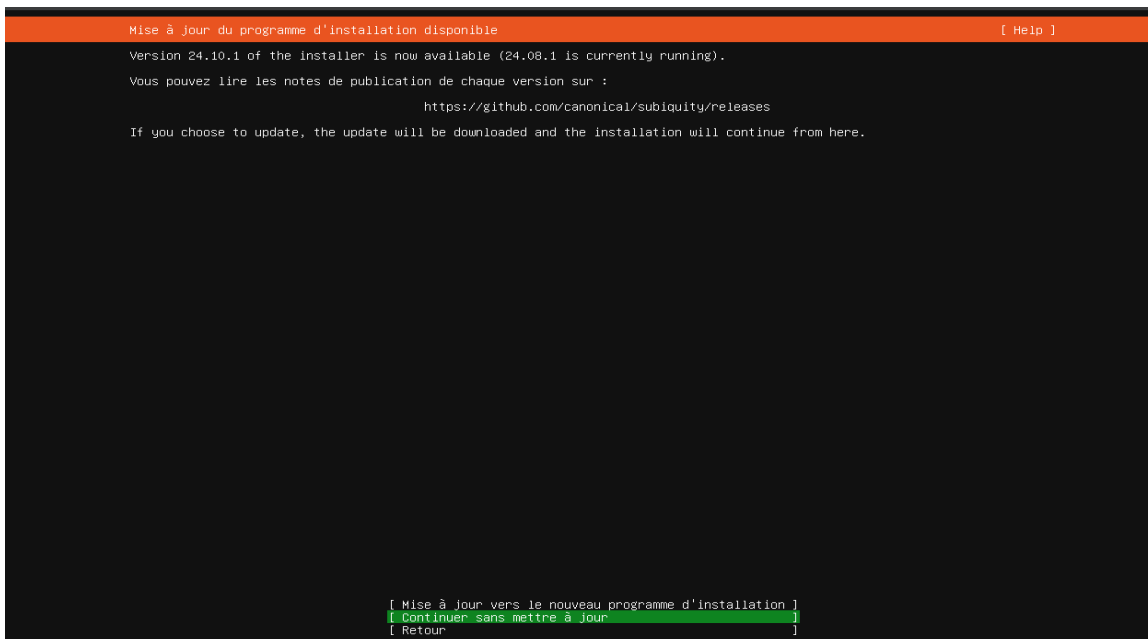 Mise à jour du programme d'installation disponible [ Help ]
Version 24.10.1 of the installer is now available (24.08.1 is currently running).
Vous pouvez lire les notes de publication de chaque version sur :
https://github.com/canonical/subiquity/releases
If you choose to update, the update will be downloaded and the installation will continue from here.
[ Mise à jour vers le nouveau programme d'installation ]
[ Continuer sans mettre à jour ]
[ Retour ]